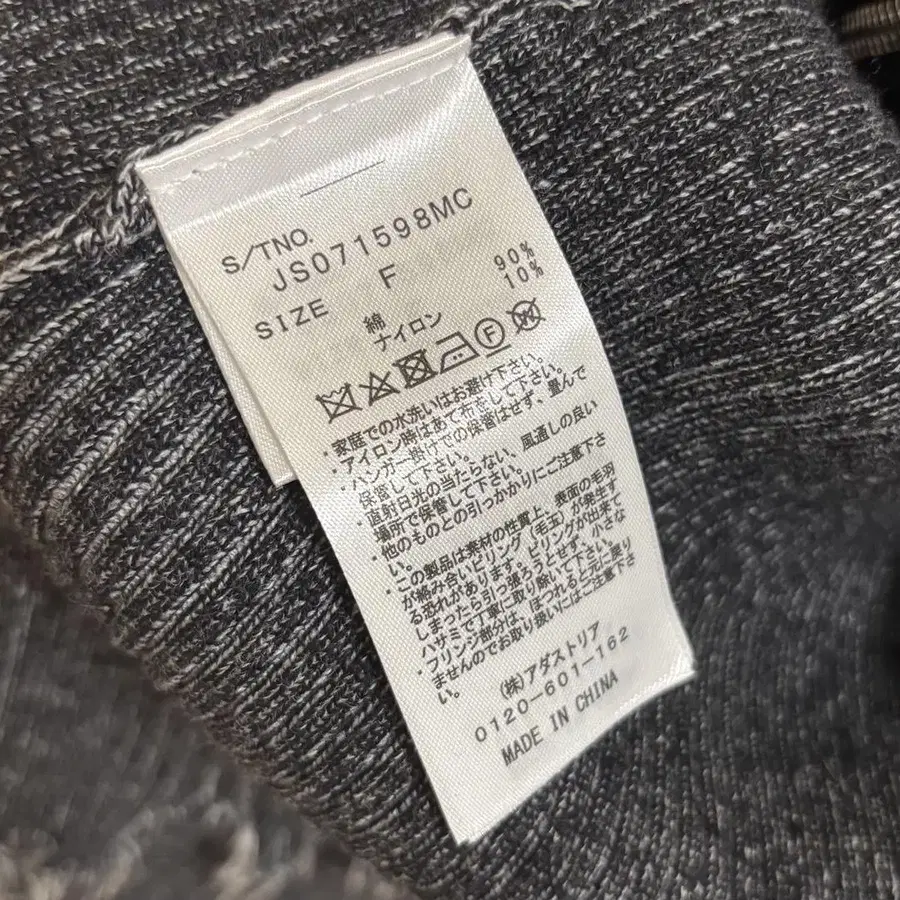 S/TNO.
JS071598MC
SIZE F
綿 90%
ナイロン 10%
・家庭での水洗いはお避け下さい。
・アイロン時はあて布をして下さい。
・ハンガー掛けでの保管はせず、畳んで
保管して下さい。
直射日光の当たらない、風通しの良い
場所で保管して下さい。
・他のものとの引っかかりにご注意下さ
い。
・この製品は素材の性質上、表面の毛羽
が絡み合いピリング(毛玉)が発生す
る恐れがあります。ピリングが出来て
しまったら引っ張ろうとせず、小さな
ハサミで丁寧に取り除いて下さい。
・フリンジ部分は、ほつれると元に戻り
ませんのでお取り扱いにはご注意下さ
い。
(株)アダストリア
0120-601-162
MADE IN CHINA